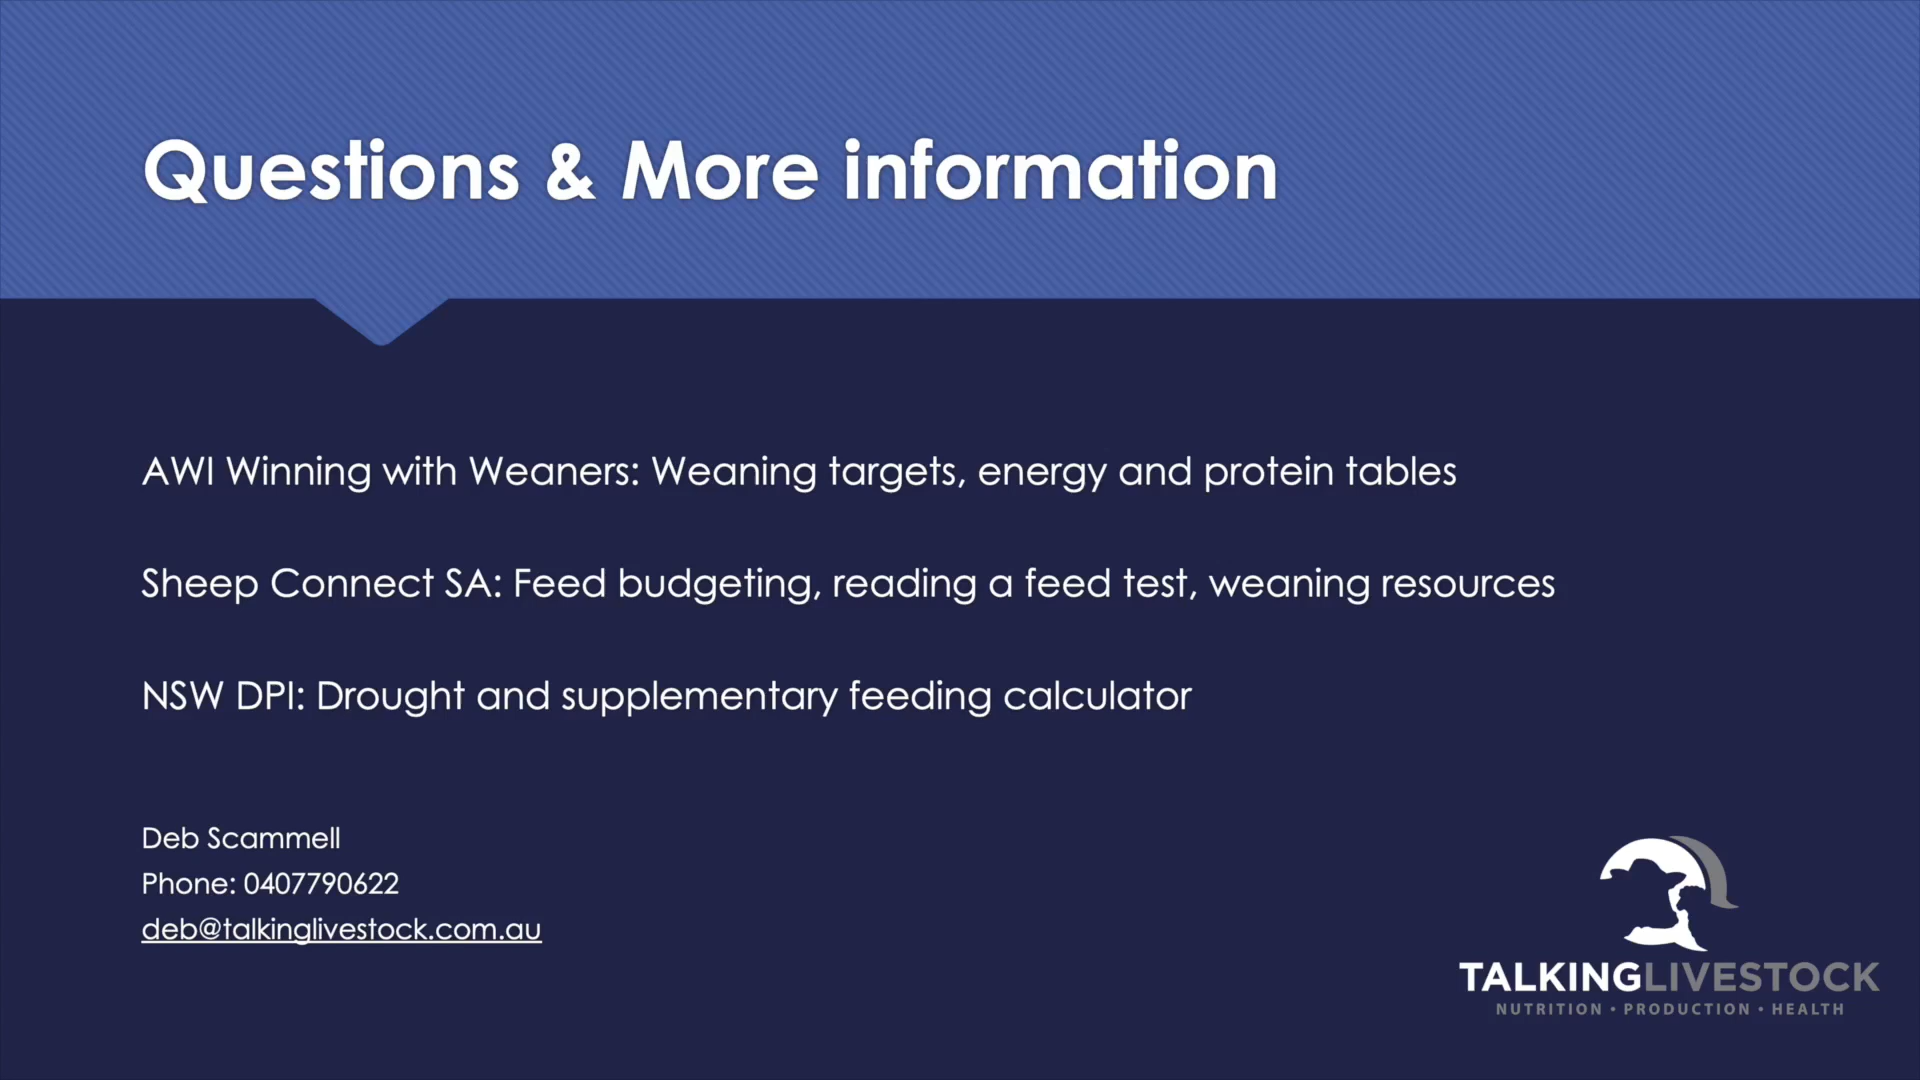 Questions & More information
AWI Winning with Weaners: Weaning targets, energy and protein tables
Sheep Connect SA: Feed budgeting, reading a feed test, weaning resources
NSW DPI: Drought and supplementary feeding calculator
Deb Scammell
Phone: 0407790622
deb@talkinglivestock.com.au
TALKINGLIVESTOCK
NUTRITION • PRODUCTION • HEALTH